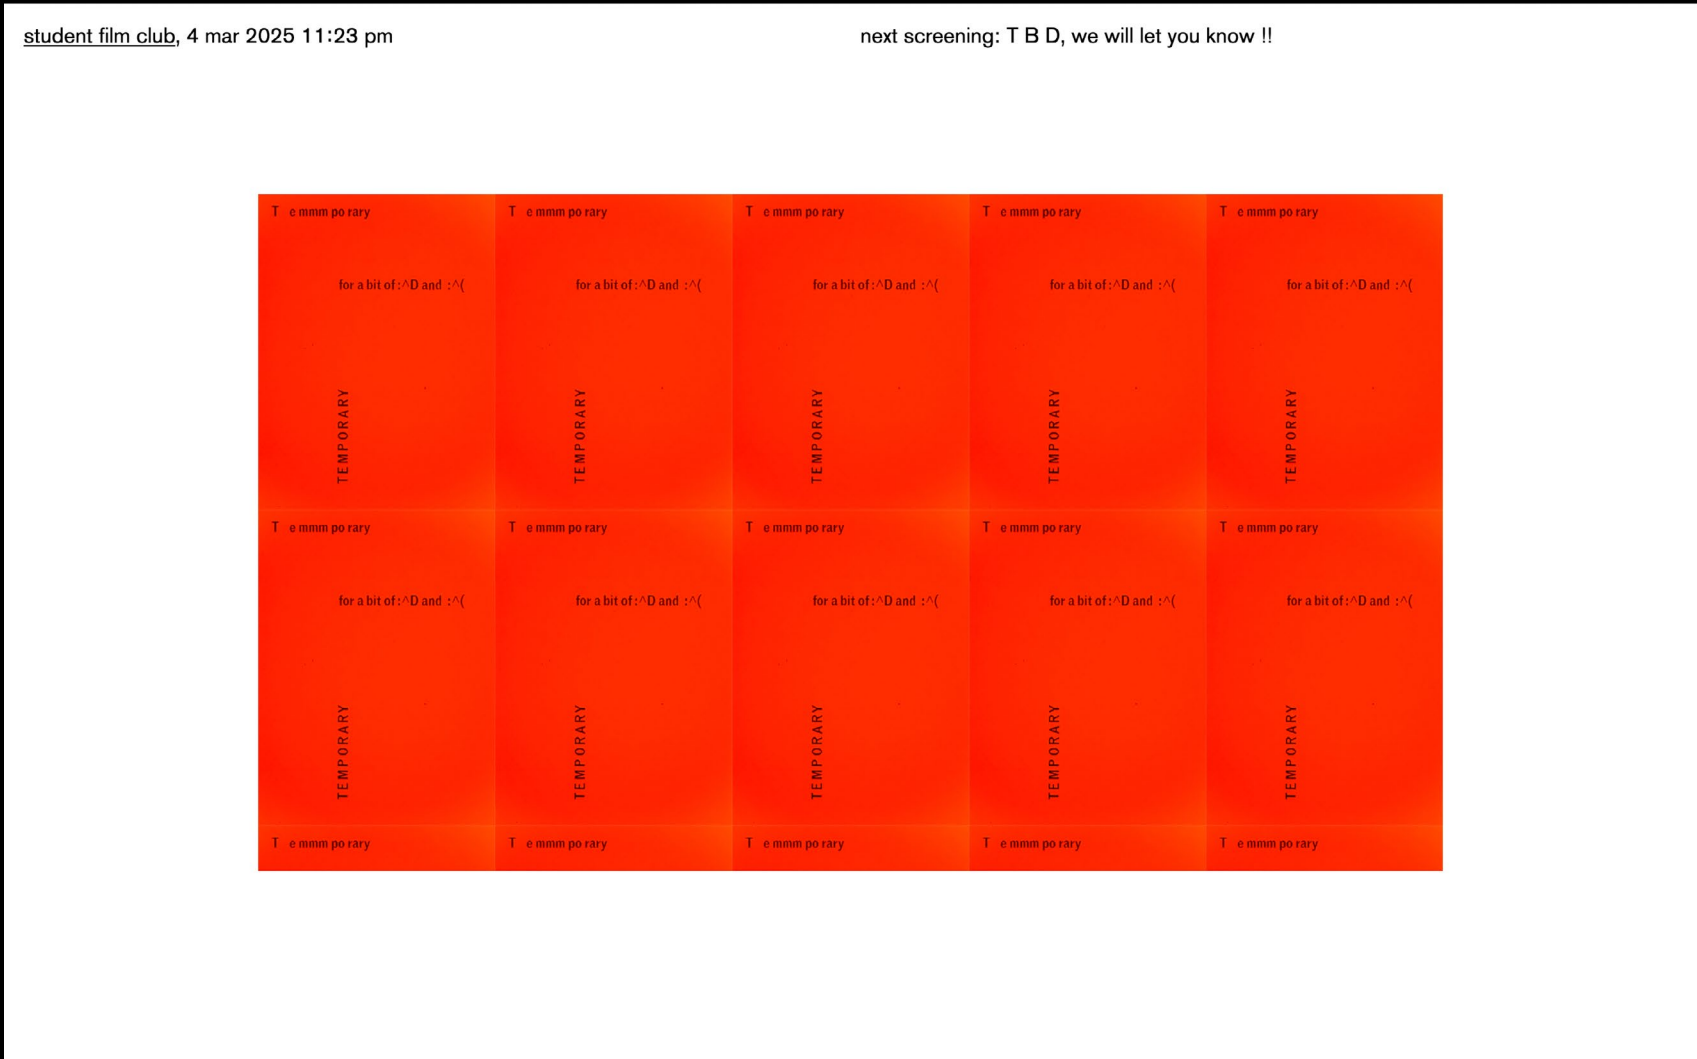 student film club, 4 mar 2025 11:23 pm
next screening: T B D, we will let you know !!
T e mmm po rary T e mmm po rary T e mmm po rary T e mmm po rary T e mmm po rary
for a bit of :^D and :^( for a bit of :^D and :^( for a bit of :^D and :^( for a bit of :^D and :^( for a bit of :^D and :^(
TEMPORARY TEMPORARY TEMPORARY TEMPORARY TEMPORARY
T e mmm po rary T e mmm po rary T e mmm po rary T e mmm po rary T e mmm po rary
for a bit of :^D and :^( for a bit of :^D and :^( for a bit of :^D and :^( for a bit of :^D and :^( for a bit of :^D and :^(
TEMPORARY TEMPORARY TEMPORARY TEMPORARY TEMPORARY
T e mmm po rary T e mmm po rary T e mmm po rary T e mmm po rary T e mmm po rary